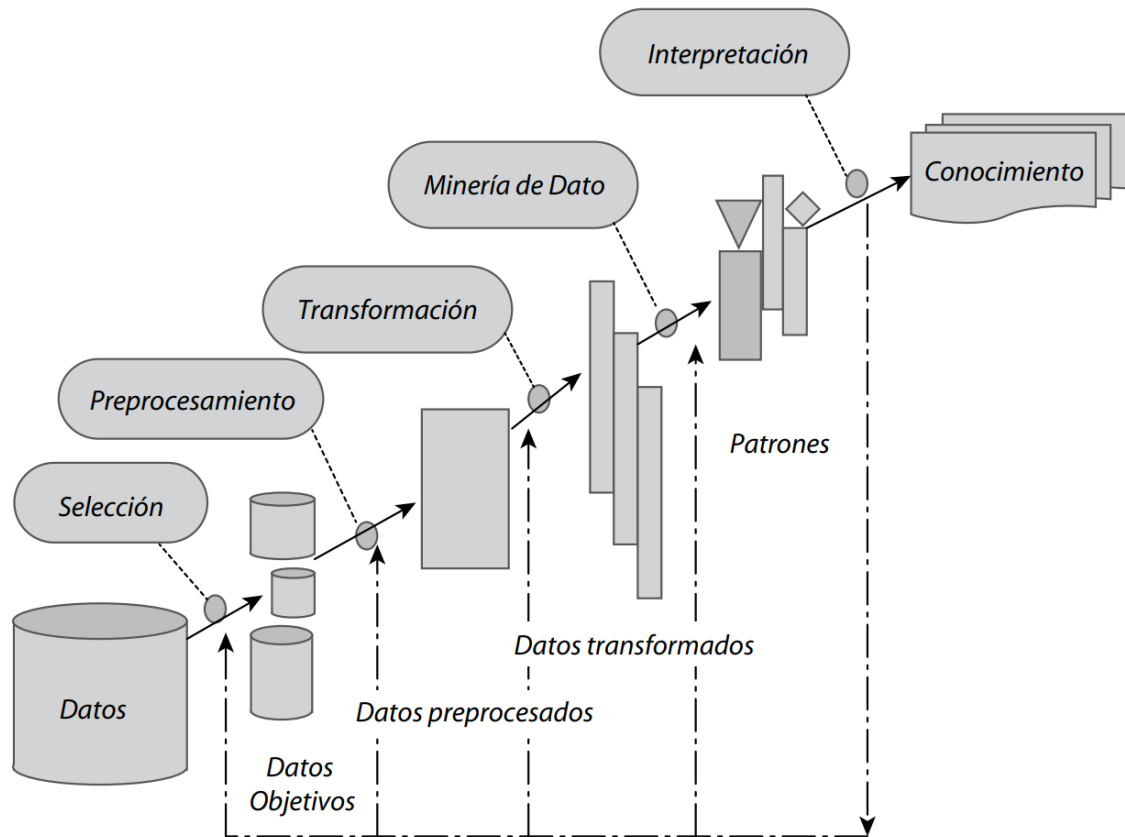 Interpretación
Conocimiento
Minería de Dato
Transformación
Preprocesamiento
Patrones
Selección
Datos transformados
Datos
Datos preprocesados
Datos
Objetivos